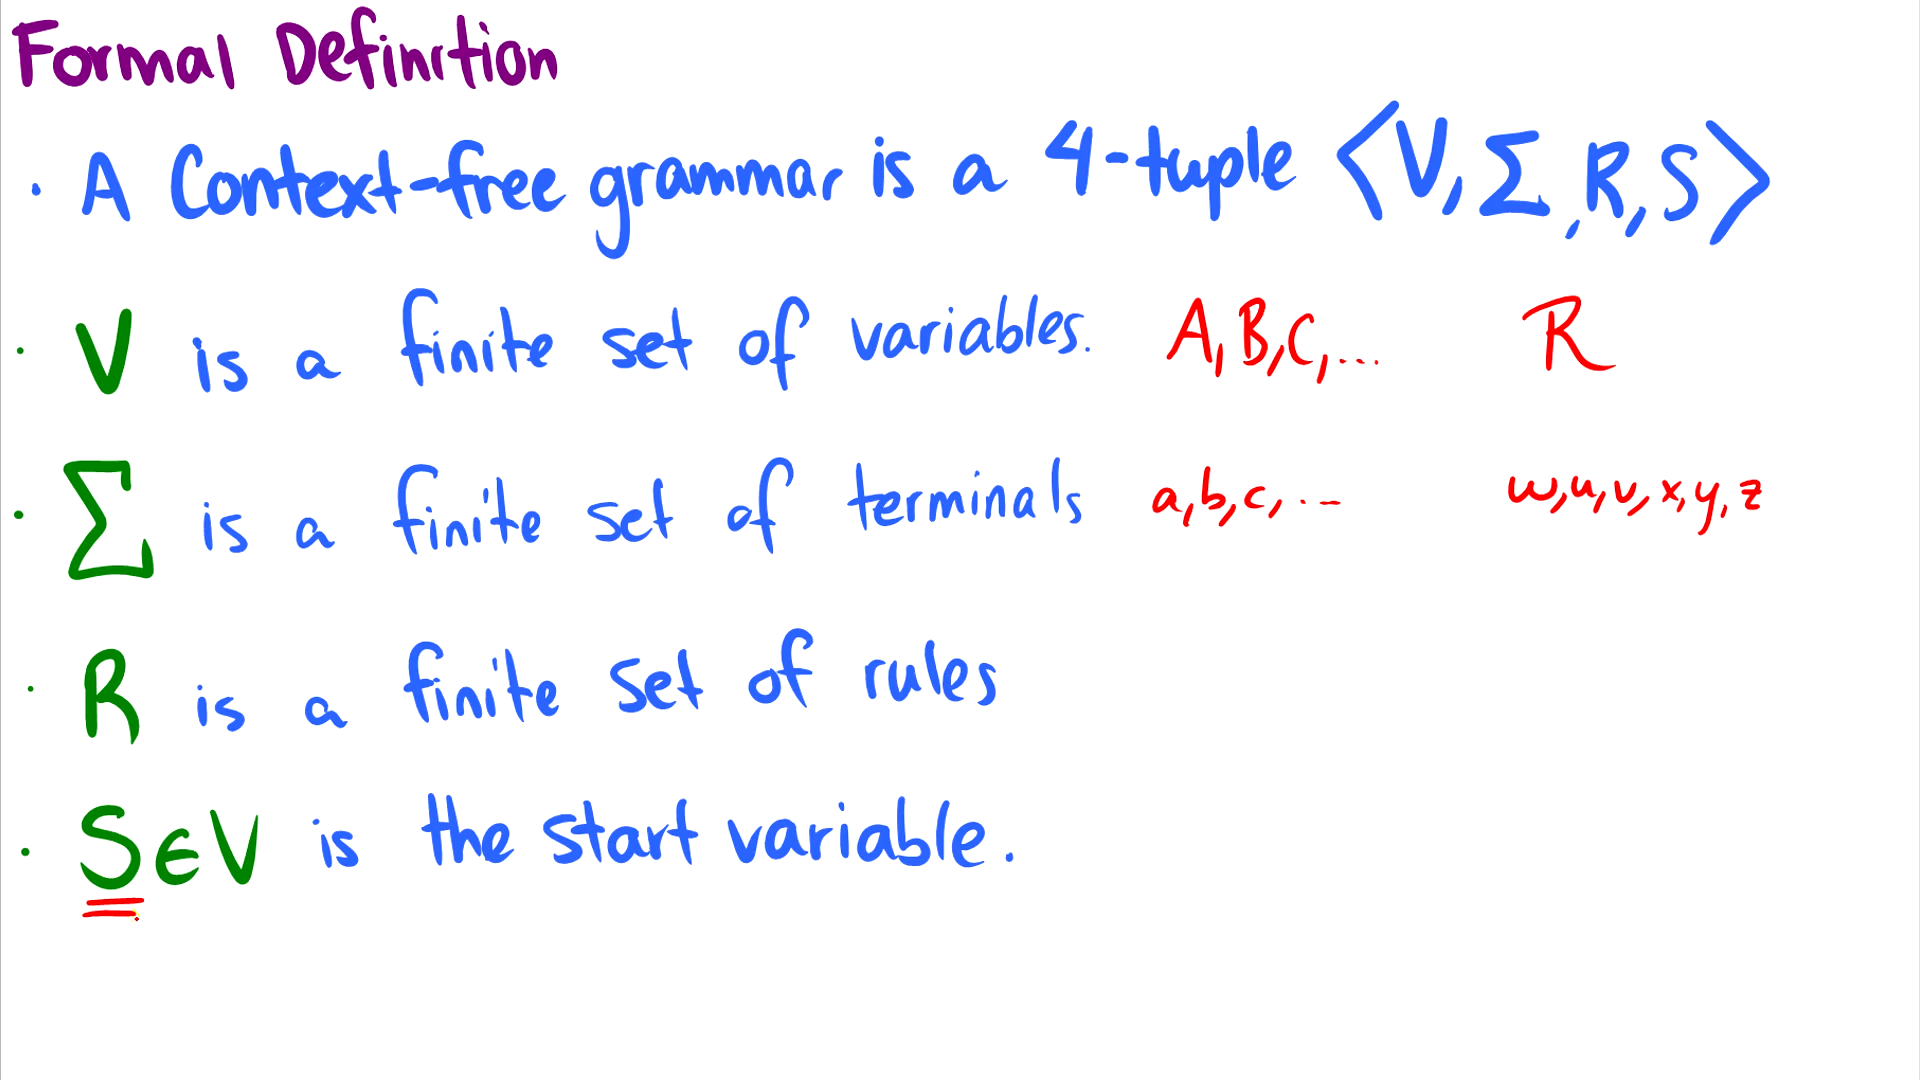 Formal Definition
· A Context-free grammar is a 4-tuple ⟨V, Σ, R, S⟩
· V is a finite set of variables. A, B, C, ... R
· Σ is a finite set of terminals a, b, c, ... w, u, v, x, y, z
· R is a finite set of rules
· S ∈ V is the start variable.